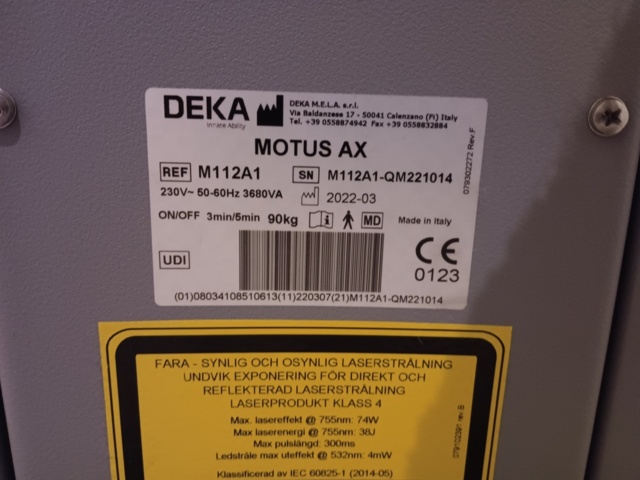 DEKA
Innate Ability
DEKA M.E.L.A. s.r.l.
Via Baldanzese 17 - 50041 Calenzano (FI) Italy
Tel. +39 0558874942 Fax +39 0558832884
MOTUS AX
REF M112A1 SN M112A1-QM221014
230V~ 50-60Hz 3680VA 2022-03
ON/OFF 3min/5min 90kg MD Made in Italy
UDI
CE
0123
(01)08034108510613(11)220307(21)M112A1-QM221014
079302272 Rev.F
FARA - SYNLIG OCH OSYNLIG LASERSTRÅLNING
UNDVIK EXPONERING FÖR DIREKT OCH
REFLEKTERAD LASERSTRÅLNING
LASERPRODUKT KLASS 4
Max. lasereffekt @ 755nm: 74W
Max laserenergi @ 755nm: 38J
Max pulslängd: 300ms
Ledstråle max uteffekt @ 532nm: 4mW
Klassificerad av IEC 60825-1 (2014-05)